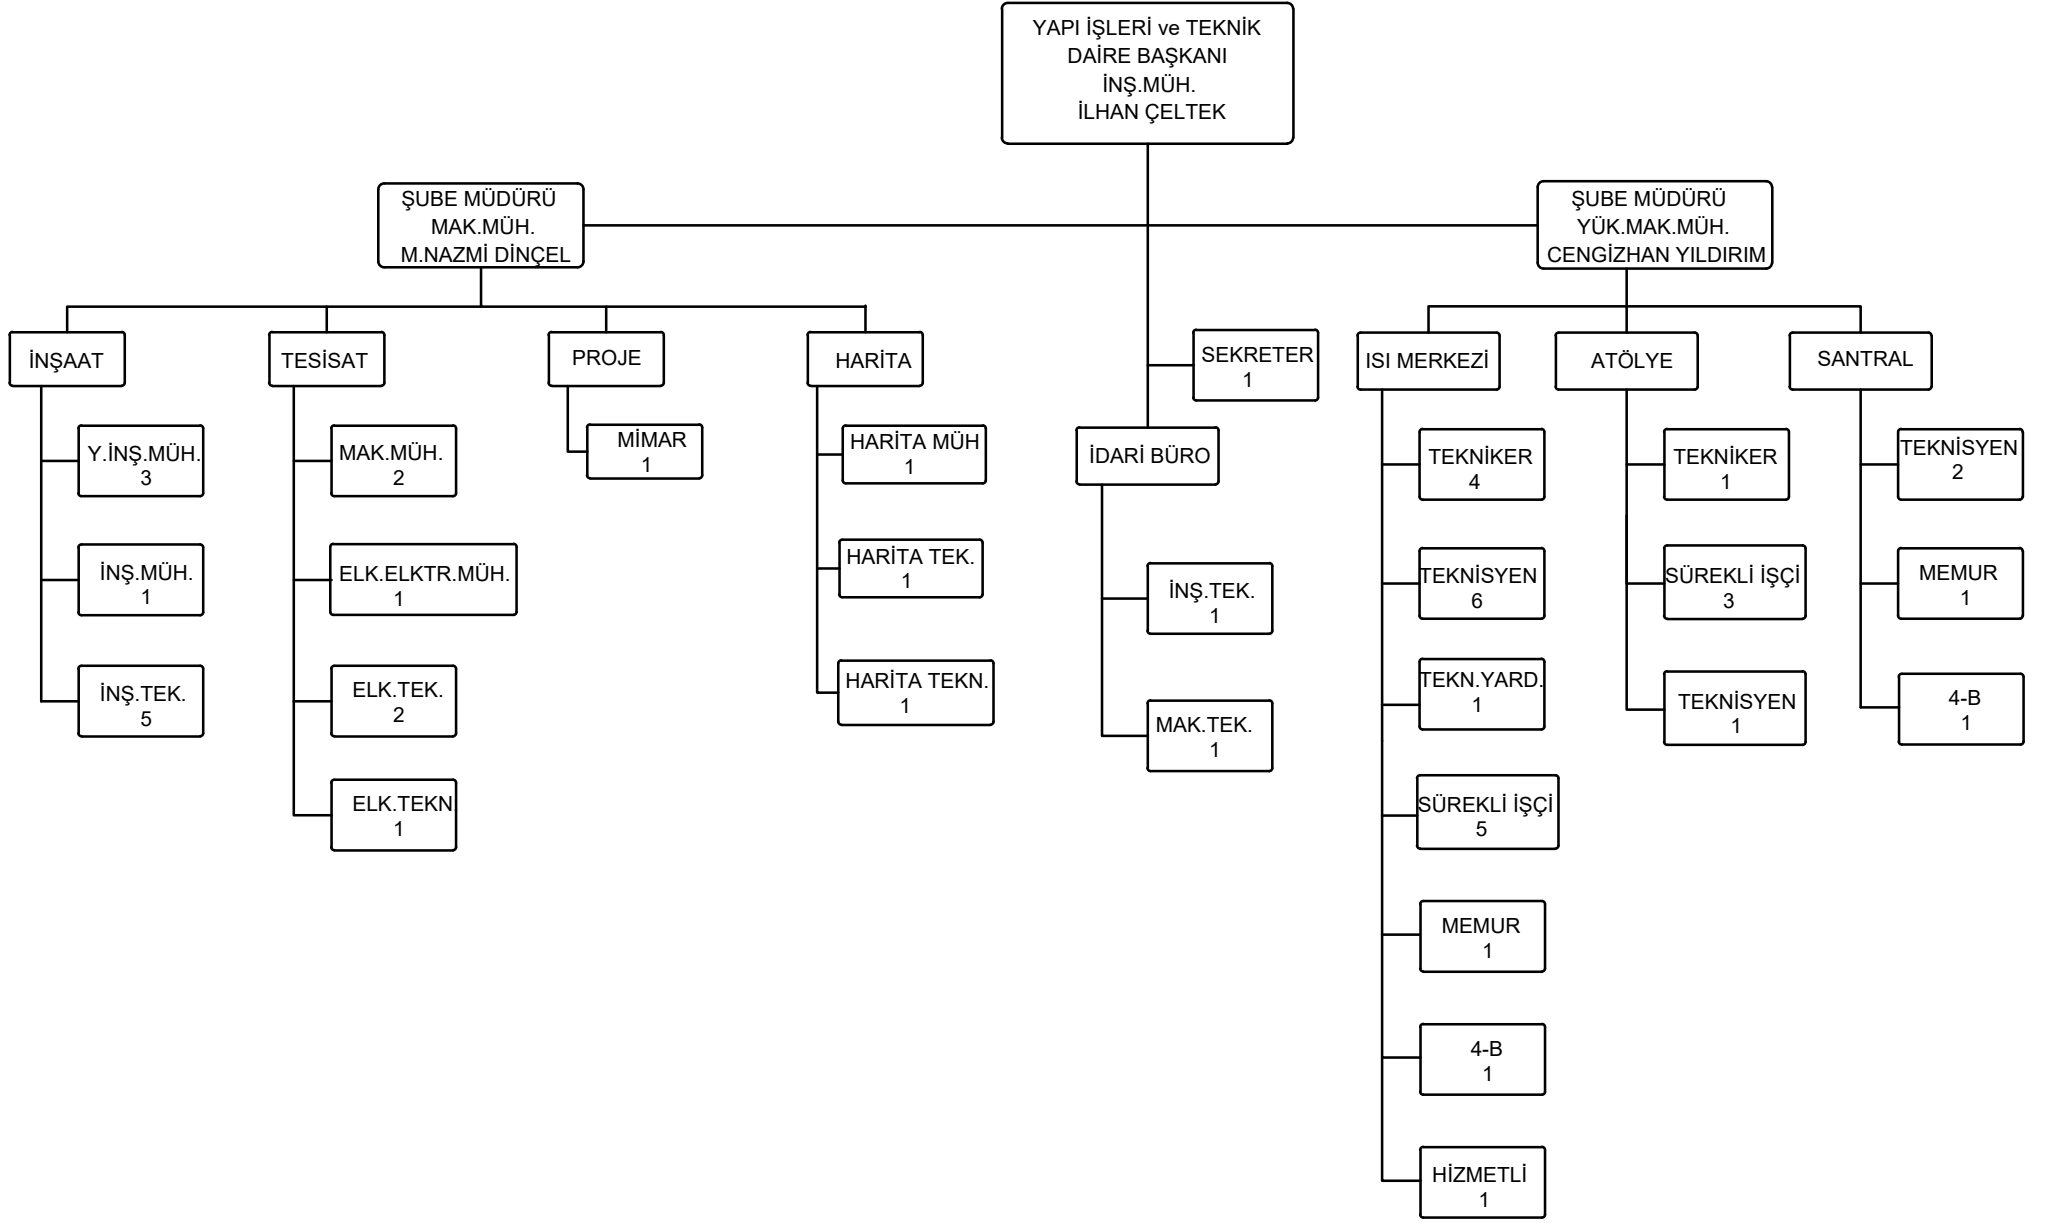 YAPI İŞLERİ ve TEKNİK
DAİRE BAŞKANI
İNŞ.MÜH.
İLHAN ÇELTEK
ŞUBE MÜDÜRÜ
MAK.MÜH.
M.NAZMİ DİNÇEL
ŞUBE MÜDÜRÜ
YÜK.MAK.MÜH.
CENGİZHAN YILDIRIM
İNŞAAT
Y.İNŞ.MÜH.
3
İNŞ.MÜH.
1
İNŞ.TEK.
5
TESİSAT
MAK.MÜH.
2
ELK.ELKTR.MÜH.
1
ELK.TEK.
2
ELK.TEKN
1
PROJE
MİMAR
1
HARİTA
HARİTA MÜH
1
HARİTA TEK.
1
HARİTA TEKN.
1
SEKRETER
1
İDARİ BÜRO
İNŞ.TEK.
1
MAK.TEK.
1
ISI MERKEZİ
TEKNİKER
4
TEKNİSYEN
6
TEKN.YARD.
1
SÜREKLİ İŞÇİ
5
MEMUR
1
4-B
1
HİZMETLİ
1
ATÖLYE
TEKNİKER
1
SÜREKLİ İŞÇİ
3
TEKNİSYEN
1
SANTRAL
TEKNİSYEN
2
MEMUR
1
4-B
1